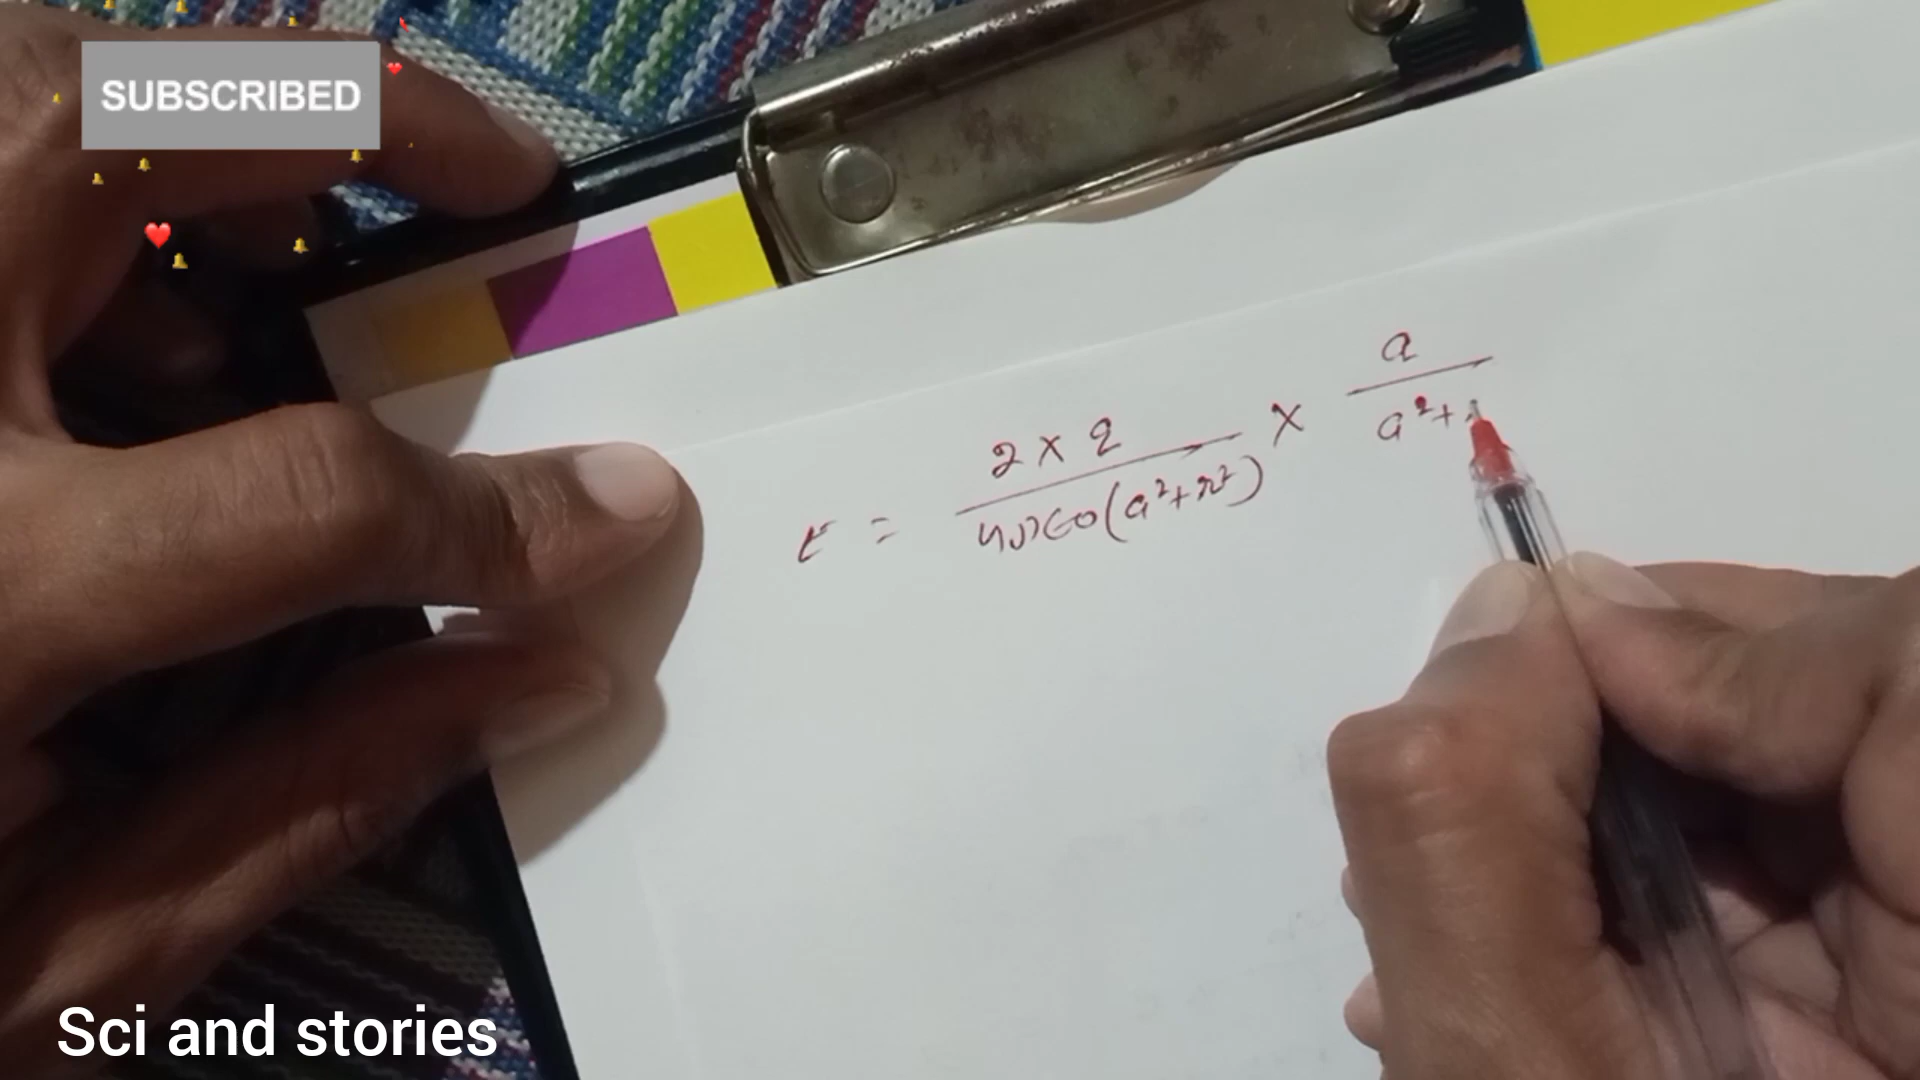 SUBSCRIBED
E = 2 × q / 4πϵ0(a²+r²) × a / a²+
Sci and stories